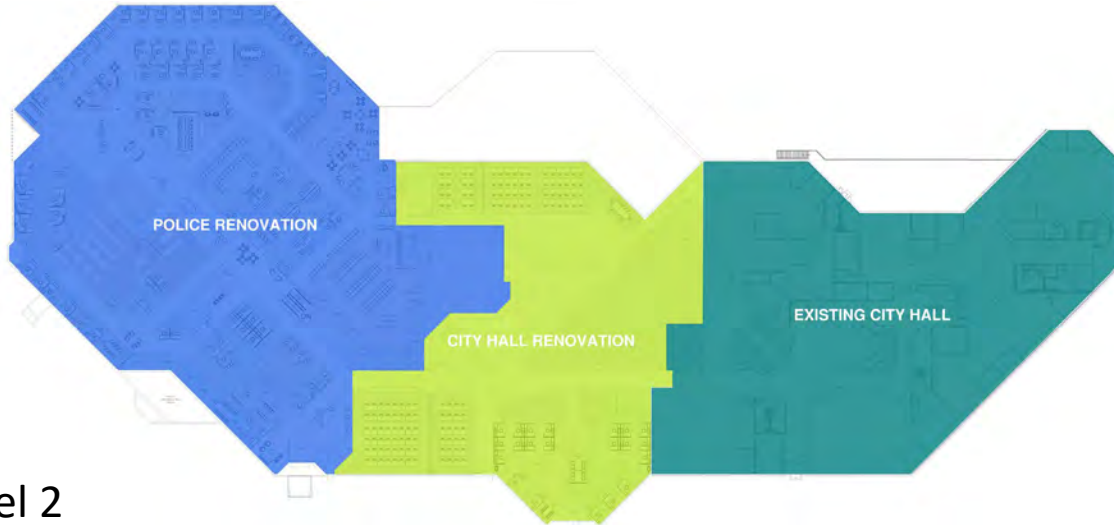 POLICE RENOVATION
EXISTING CITY HALL
CITY HALL RENOVATION
el 2